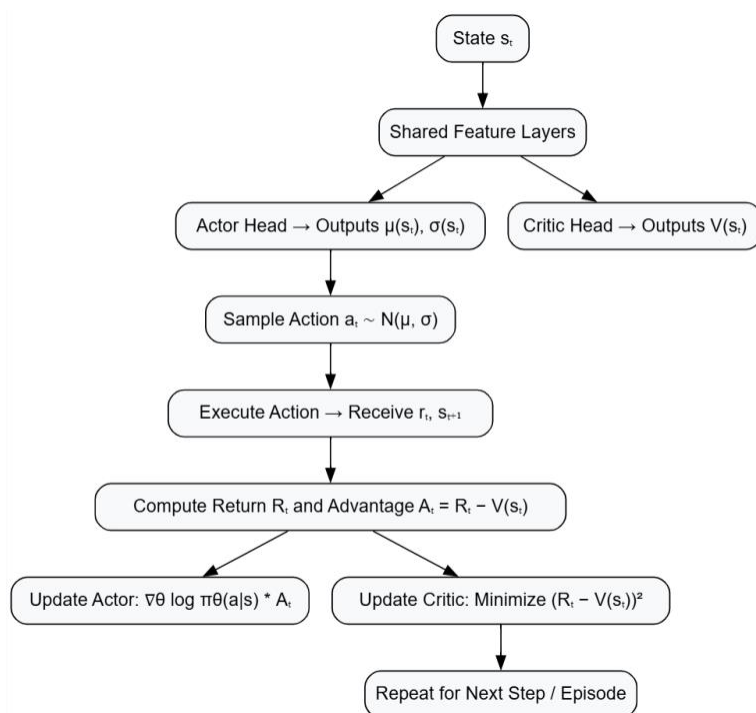 State sₜ
Shared Feature Layers
Actor Head → Outputs μ(sₜ), σ(sₜ)
Critic Head → Outputs V(sₜ)
Sample Action aₜ ~ N(μ, σ)
Execute Action → Receive rₜ, sₜ₊₁
Compute Return Rₜ and Advantage Aₜ = Rₜ − V(sₜ)
Update Actor: ∇θ log πθ(a|s) * Aₜ
Update Critic: Minimize (Rₜ − V(sₜ))²
Repeat for Next Step / Episode